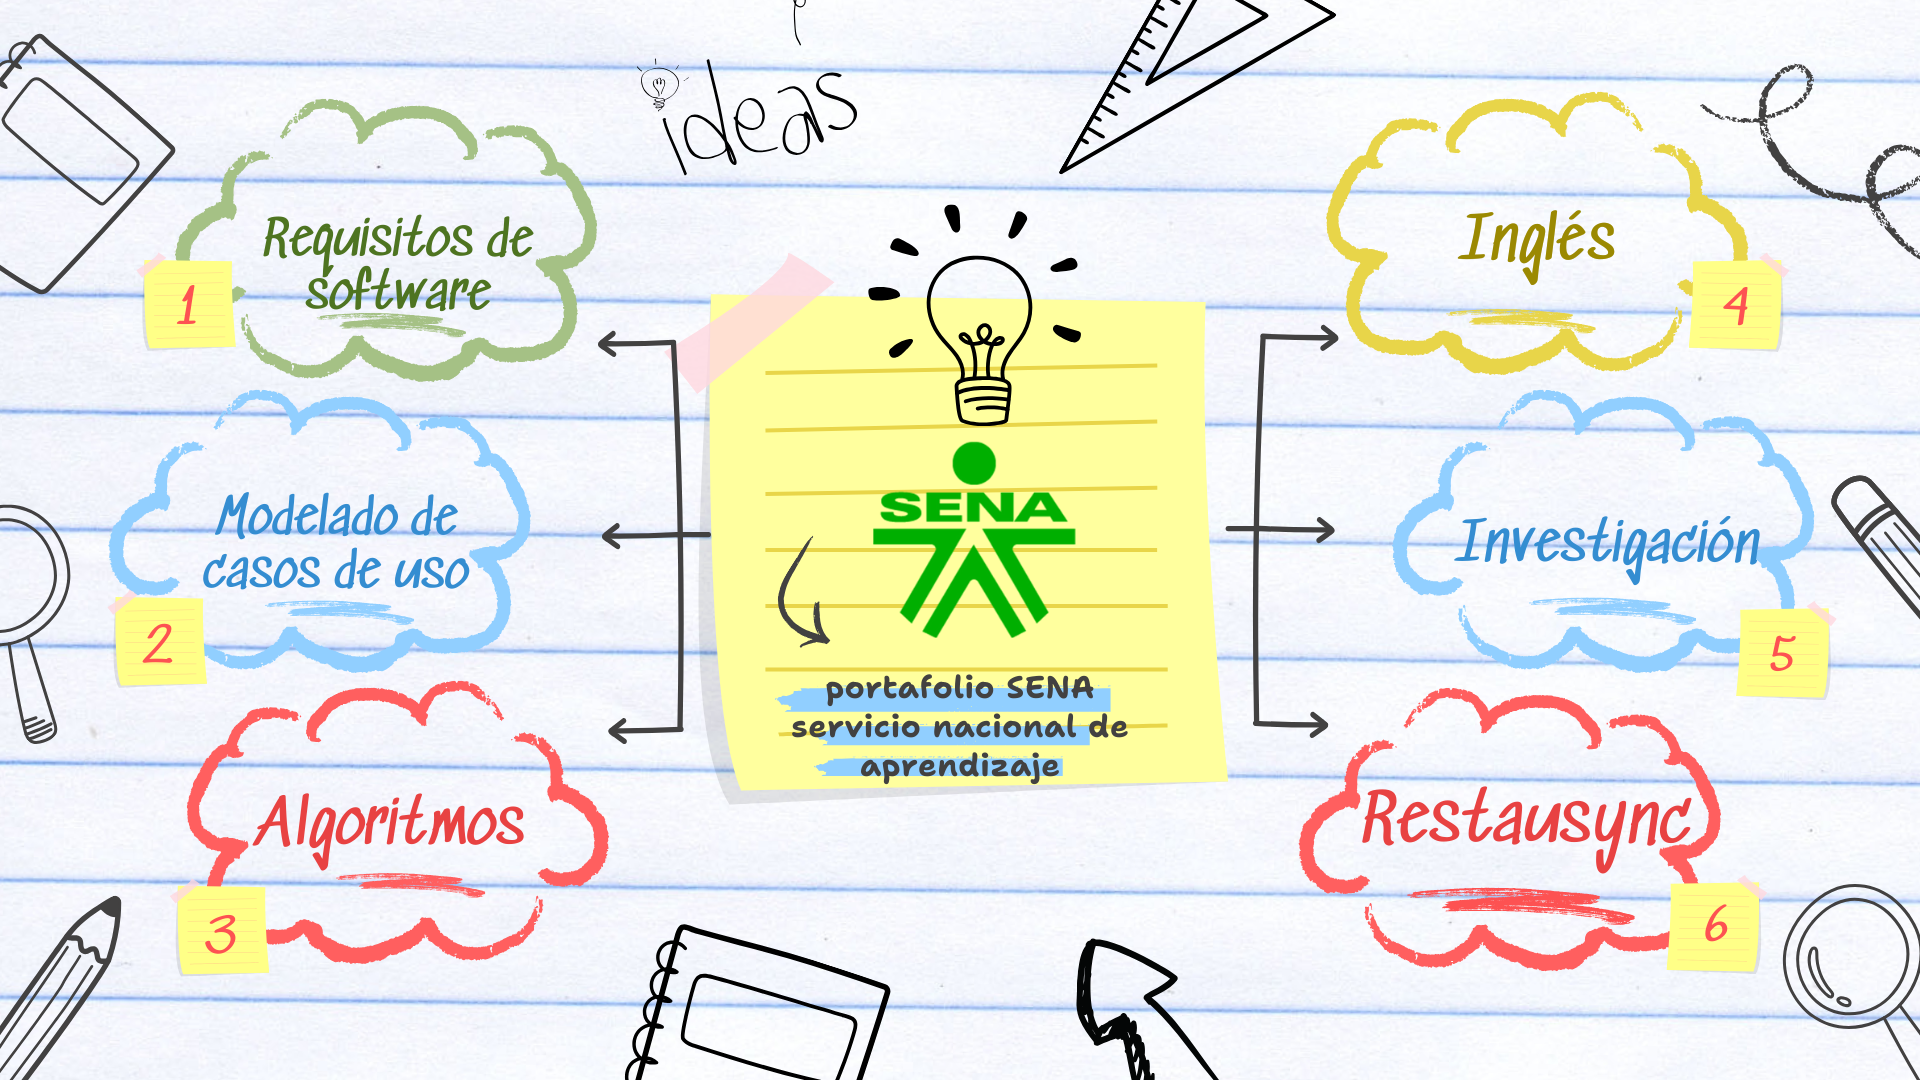 ideas
Requisitos de
software
1
Modelado de
casos de uso
2
Algoritmos
3
SENA
portafolio SENA
servicio nacional de
aprendizaje
Inglés
4
Investigación
5
Restausync
6